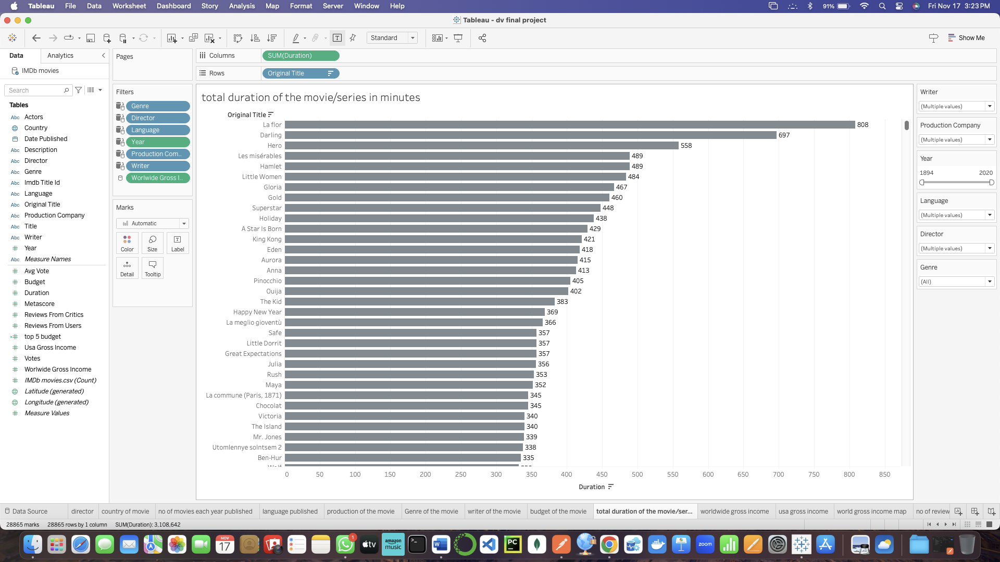 Tableau File Data Worksheet Dashboard Story Analysis Map Format Server Window Help
91% Fri Nov 17 3:23 PM
Tableau - dv final project
Standard
Show Me
Data Analytics
IMDb movies
Search
Tables
Abc Actors
Country
Date Published
Abc Description
Abc Director
Abc Genre
Abc Imdb Title Id
Abc Language
Abc Original Title
Abc Production Company
Abc Title
Abc Writer
Year
Abc Measure Names
Avg Vote
Budget
Duration
Metascore
Reviews From Critics
Reviews From Users
top 5 budget
Usa Gross Income
Votes
Worlwide Gross Income
IMDb movies.csv (Count)
Latitude (generated)
Longitude (generated)
Measure Values
Pages
Filters
Genre
Director
Language
Year
Production Com..
Writer
Worlwide Gross I..
Marks
Automatic
Color Size Label
Detail Tooltip
Columns SUM(Duration)
Rows Original Title
total duration of the movie/series in minutes
Original Title
La flor 808
Darling 697
Hero 558
Les misérables 489
Hamlet 489
Little Women 484
Gloria 467
Gold 460
Superstar 448
Holiday 438
A Star Is Born 429
King Kong 421
Eden 418
Aurora 415
Anna 413
Pinocchio 405
Ouija 402
The Kid 383
Happy New Year 369
La meglio gioventù 366
Safe 357
Little Dorrit 357
Great Expectations 357
Julia 356
Rush 353
Maya 352
La commune (Paris, 1871) 345
Chocolat 345
Victoria 340
The Island 340
Mr. Jones 339
Utomlennye solntsem 2 338
Ben-Hur 335
0 50 100 150 200 250 300 350 400 450 500 550 600 650 700 750 800 850
Duration
Writer
(Multiple values)
Production Company
(Multiple values)
Year
1894 2020
Language
(Multiple values)
Director
(Multiple values)
Genre
(All)
Data Source director country of movie no of movies each year published language published production of the movie Genre of the movie writer of the movie budget of the movie total duration of the movie/ser... worldwide gross income usa gross income world gross income map no of review
28865 marks 28865 rows by 1 column SUM(Duration): 3,108,642
NOV
17
1
tv
amazon
music
W
PC
zoom